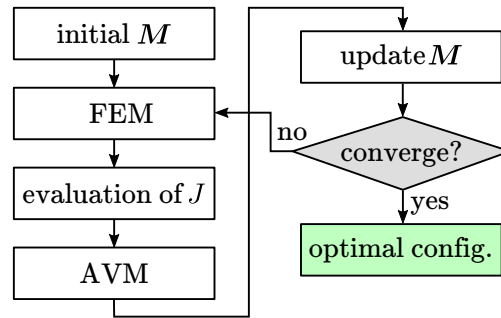 initial M
FEM
evaluation of J
AVM
update M
converge?
no
yes
optimal config.